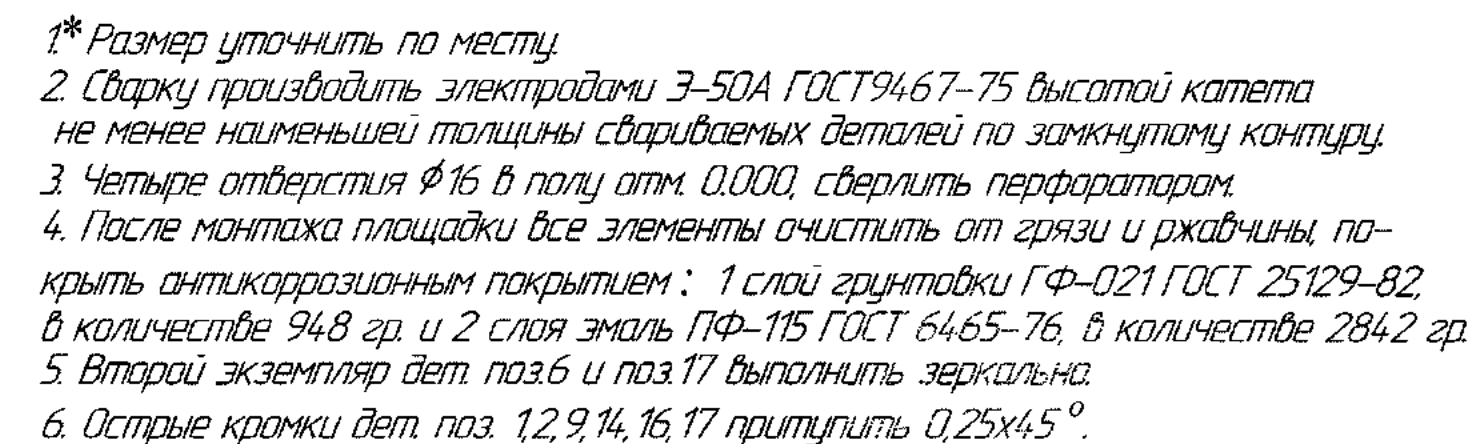 1.* Размер уточнить по месту.
2. Сварку производить электродами Э-50А ГОСТ9467-75 высотой катета
не менее наименьшей толщины свариваемых деталей по замкнутому контуру.
3. Четыре отверстия ϕ16 в полу отм. 0.000, сверлить перфоратором.
4. После монтажа площадки все элементы очистить от грязи и ржавчины, по-
крыть антикоррозионным покрытием : 1 слой грунтовки ГФ-021 ГОСТ 25129-82,
в количестве 948 гр. и 2 слоя эмаль ПФ-115 ГОСТ 6465-76, в количестве 2842 гр.
5. Второй экземпляр дет. поз.6 и поз.17 выполнить зеркально.
6. Острые кромки дет. поз. 1,2,9,14,16,17 притупить 0,25х45°.